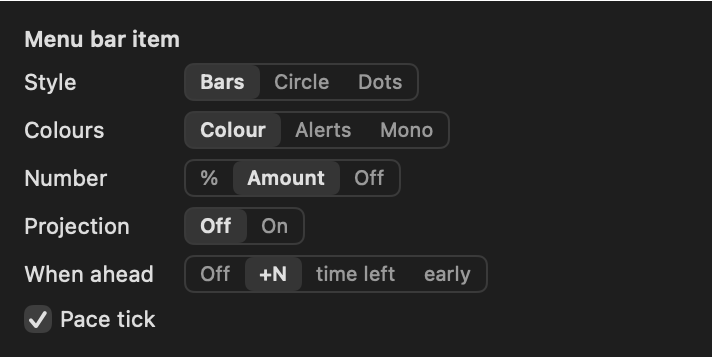 Menu bar item
Style Bars Circle Dots
Colours Colour Alerts Mono
Number % Amount Off
Projection Off On
When ahead Off +N time left early
Pace tick